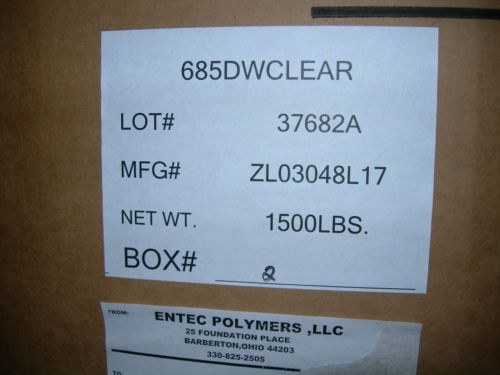 685DWCLEAR
LOT# 37682A
MFG# ZL03048L17
NET WT. 1500LBS.
BOX# 2
FROM: ENTEC POLYMERS ,LLC
25 FOUNDATION PLACE
BARBERTON,OHIO 44203
330-825-2505
TO: